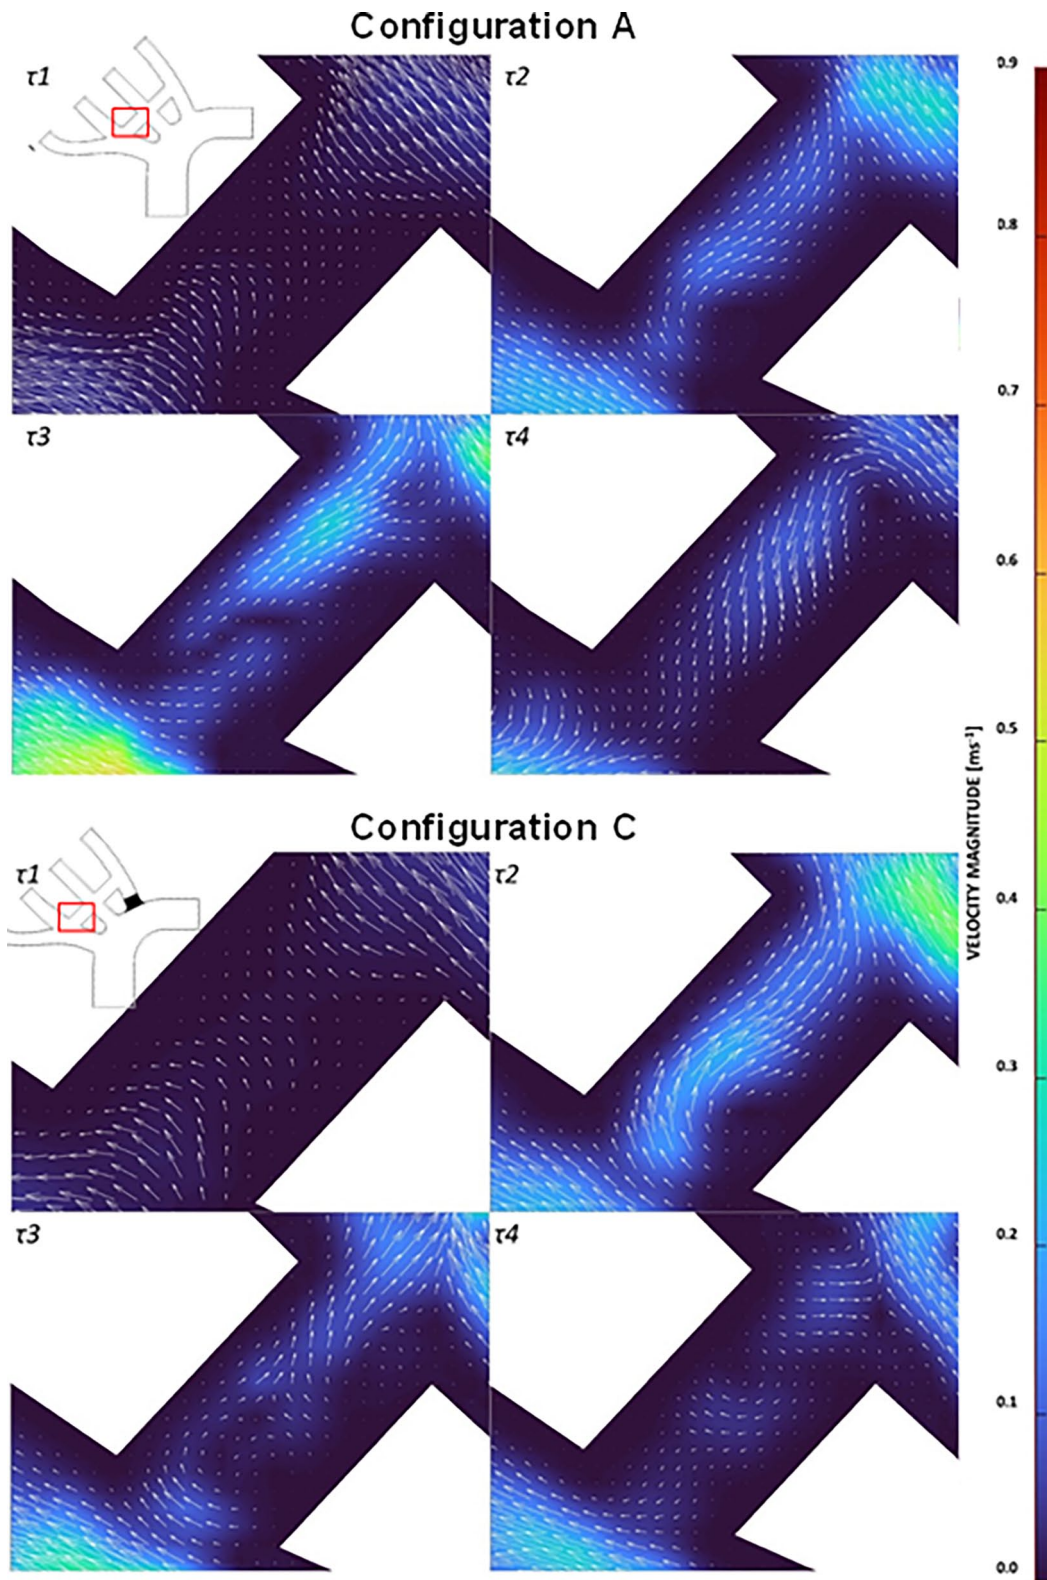 Configuration A
τ1
τ2
τ3
τ4
Configuration C
τ1
τ2
τ3
τ4
0.9
0.8
0.7
0.6
0.5
0.4
0.3
0.2
0.1
0.0
VELOCITY MAGNITUDE [ms⁻¹]